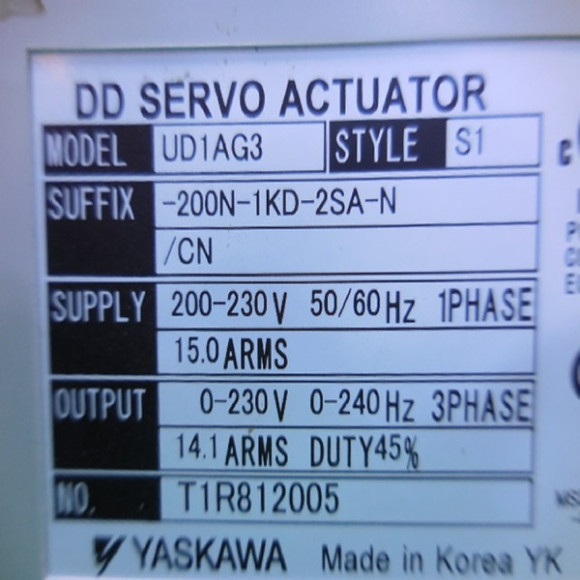 DD SERVO ACTUATOR
MODEL UD1AG3 STYLE S1
SUFFIX -200N-1KD-2SA-N
/CN
SUPPLY 200-230V 50/60Hz 1PHASE
15.0ARMS
OUTPUT 0-230V 0-240Hz 3PHASE
14.1ARMS DUTY45%
NO. T1R812005
YASKAWA Made in Korea YK